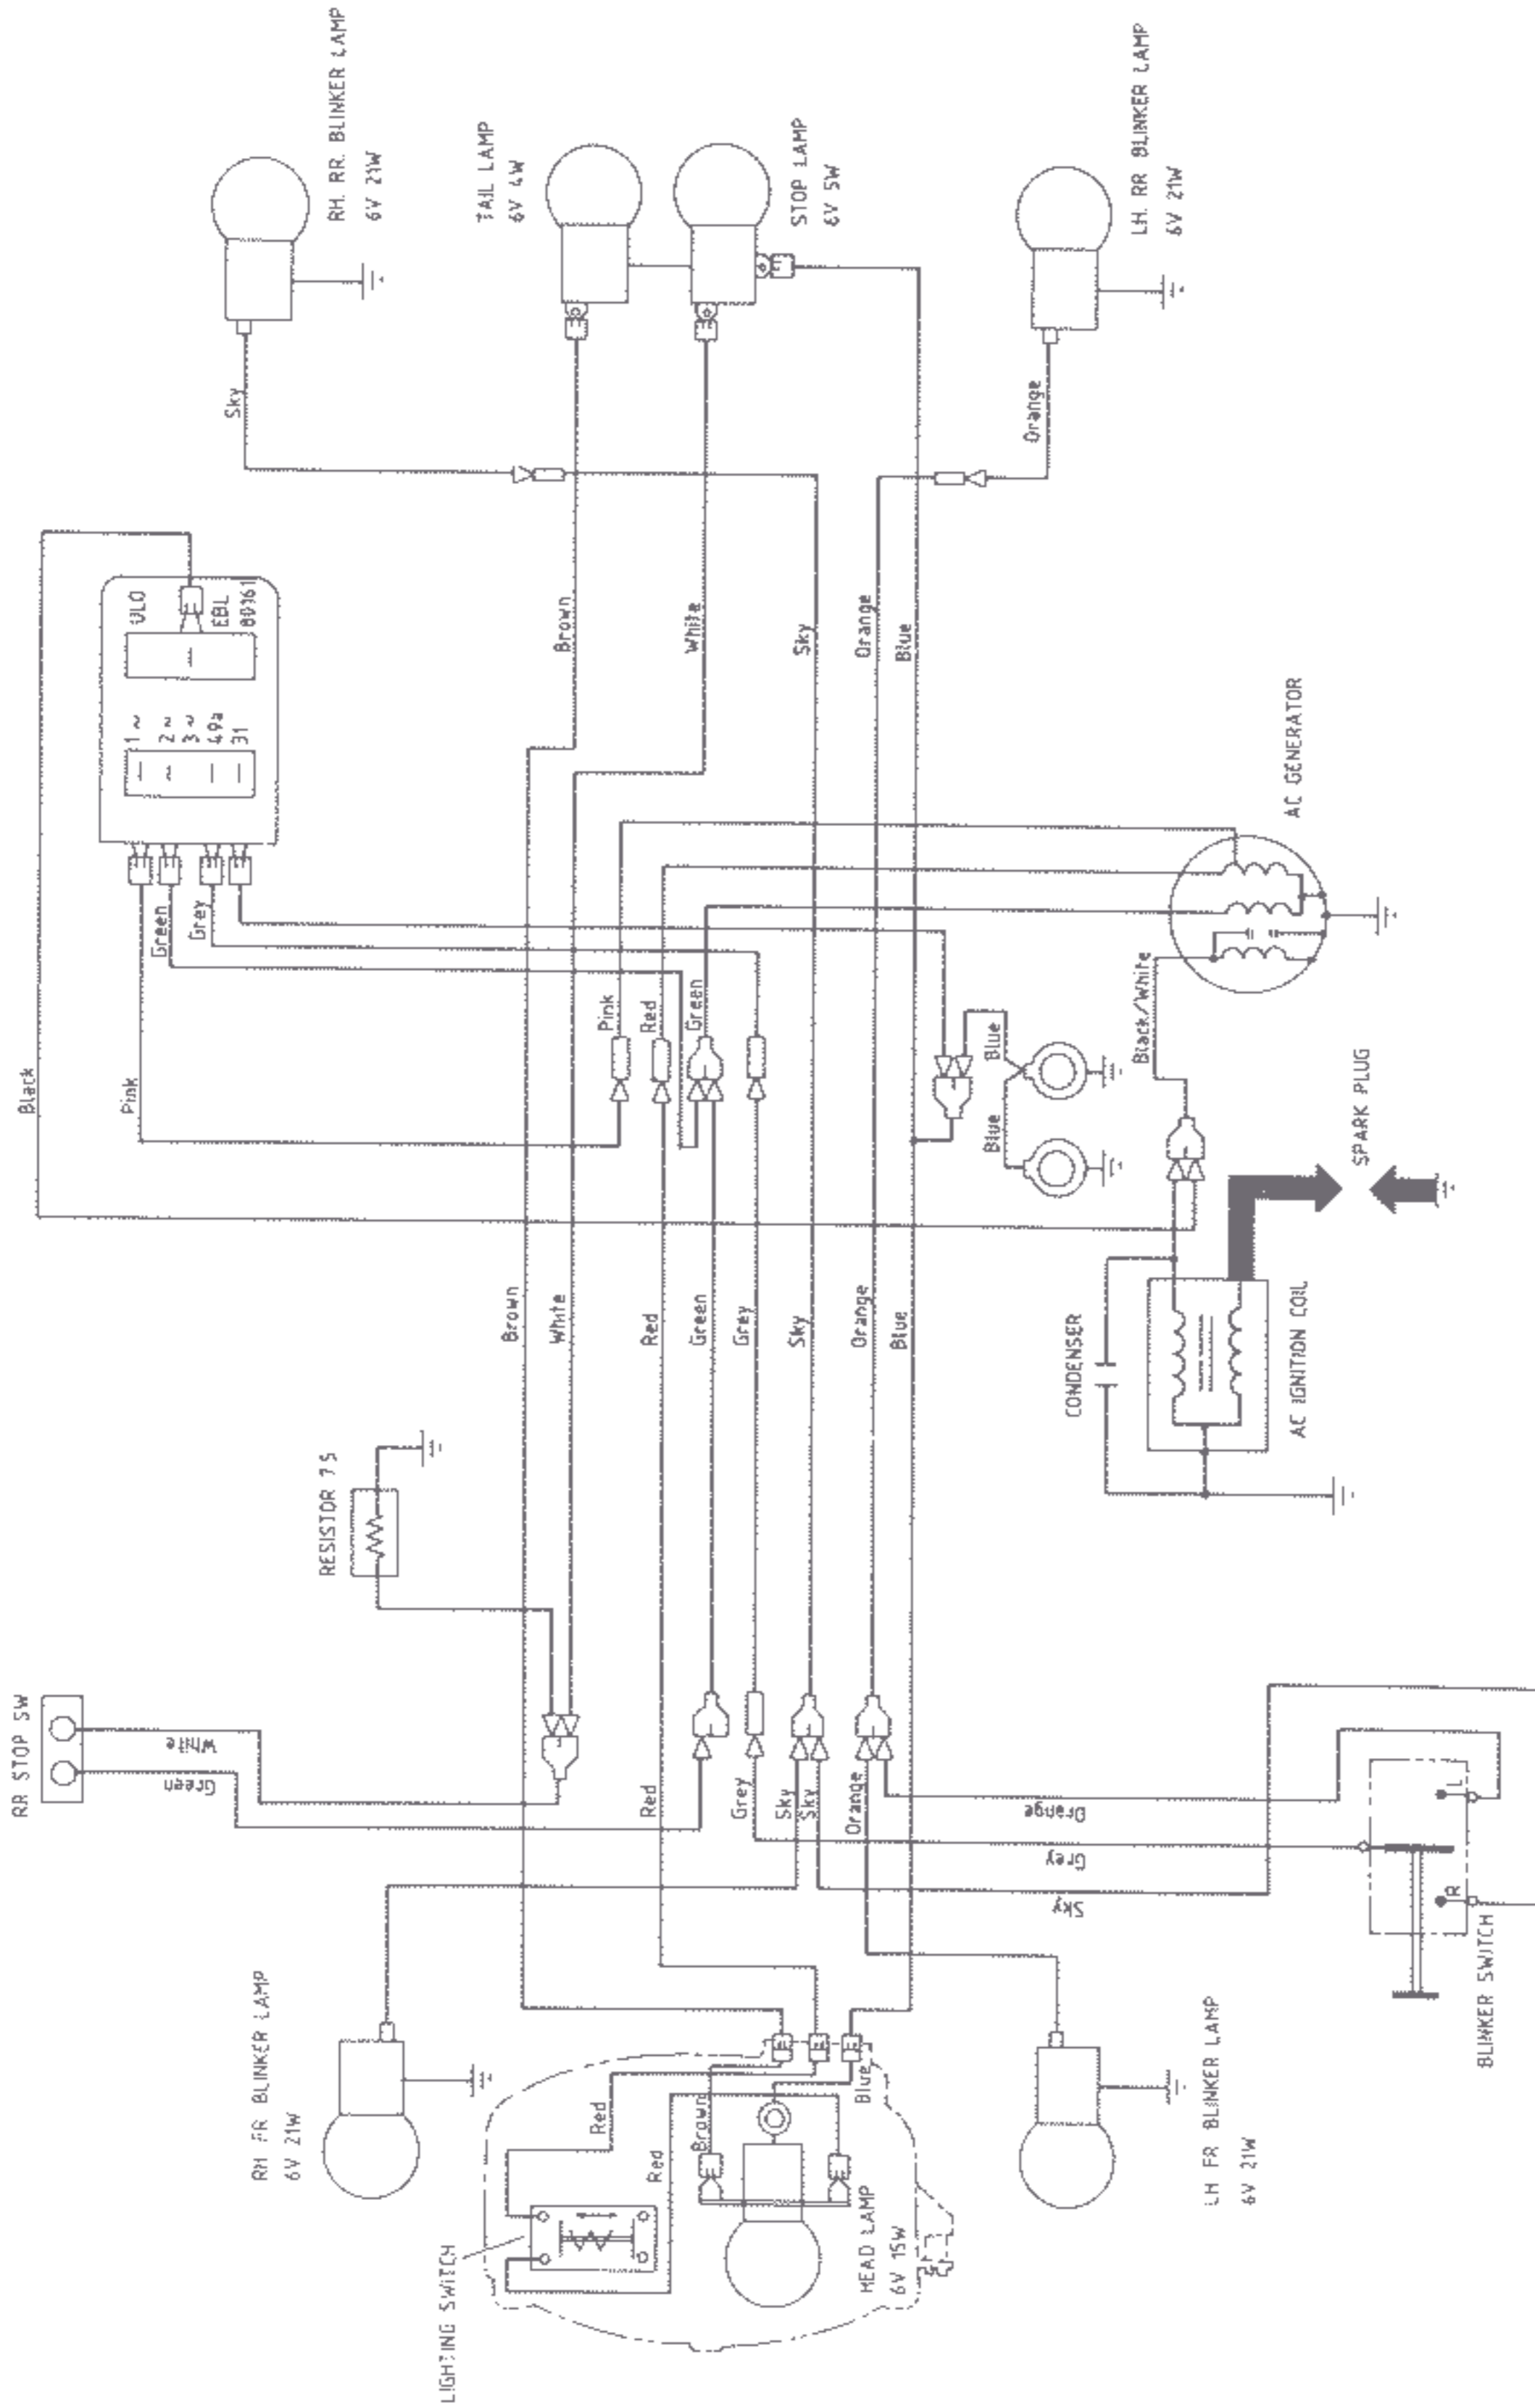 RH. RR. BLINKER LAMP
6V 21W
TAIL LAMP
6V 4W
STOP LAMP
6V 5W
LH. RR BLINKER LAMP
6V 21W
Sky
Orange
ULO
EBL
80361
1 ~
2 ~
3 ~
49a
31
Brown
White
Sky
Orange
Blue
AC GENERATOR
Green
Grey
Pink
Red
Green
Black
Pink
Blue
Blue
Black/White
SPARK PLUG
Brown
White
Red
Green
Grey
Sky
Orange
Blue
CONDENSER
AC IGNITION COIL
RESISTOR 7 S
RR STOP SW
White
Green
Red
Grey
Sky
Sky
Orange
Orange
Grey
Sky
L
R
BLINKER SWITCH
RH FR BLINKER LAMP
6V 21W
Red
Brown
Blue
Red
LH FR BLINKER LAMP
6V 21W
HEAD LAMP
6V 15W
LIGHTING SWITCH